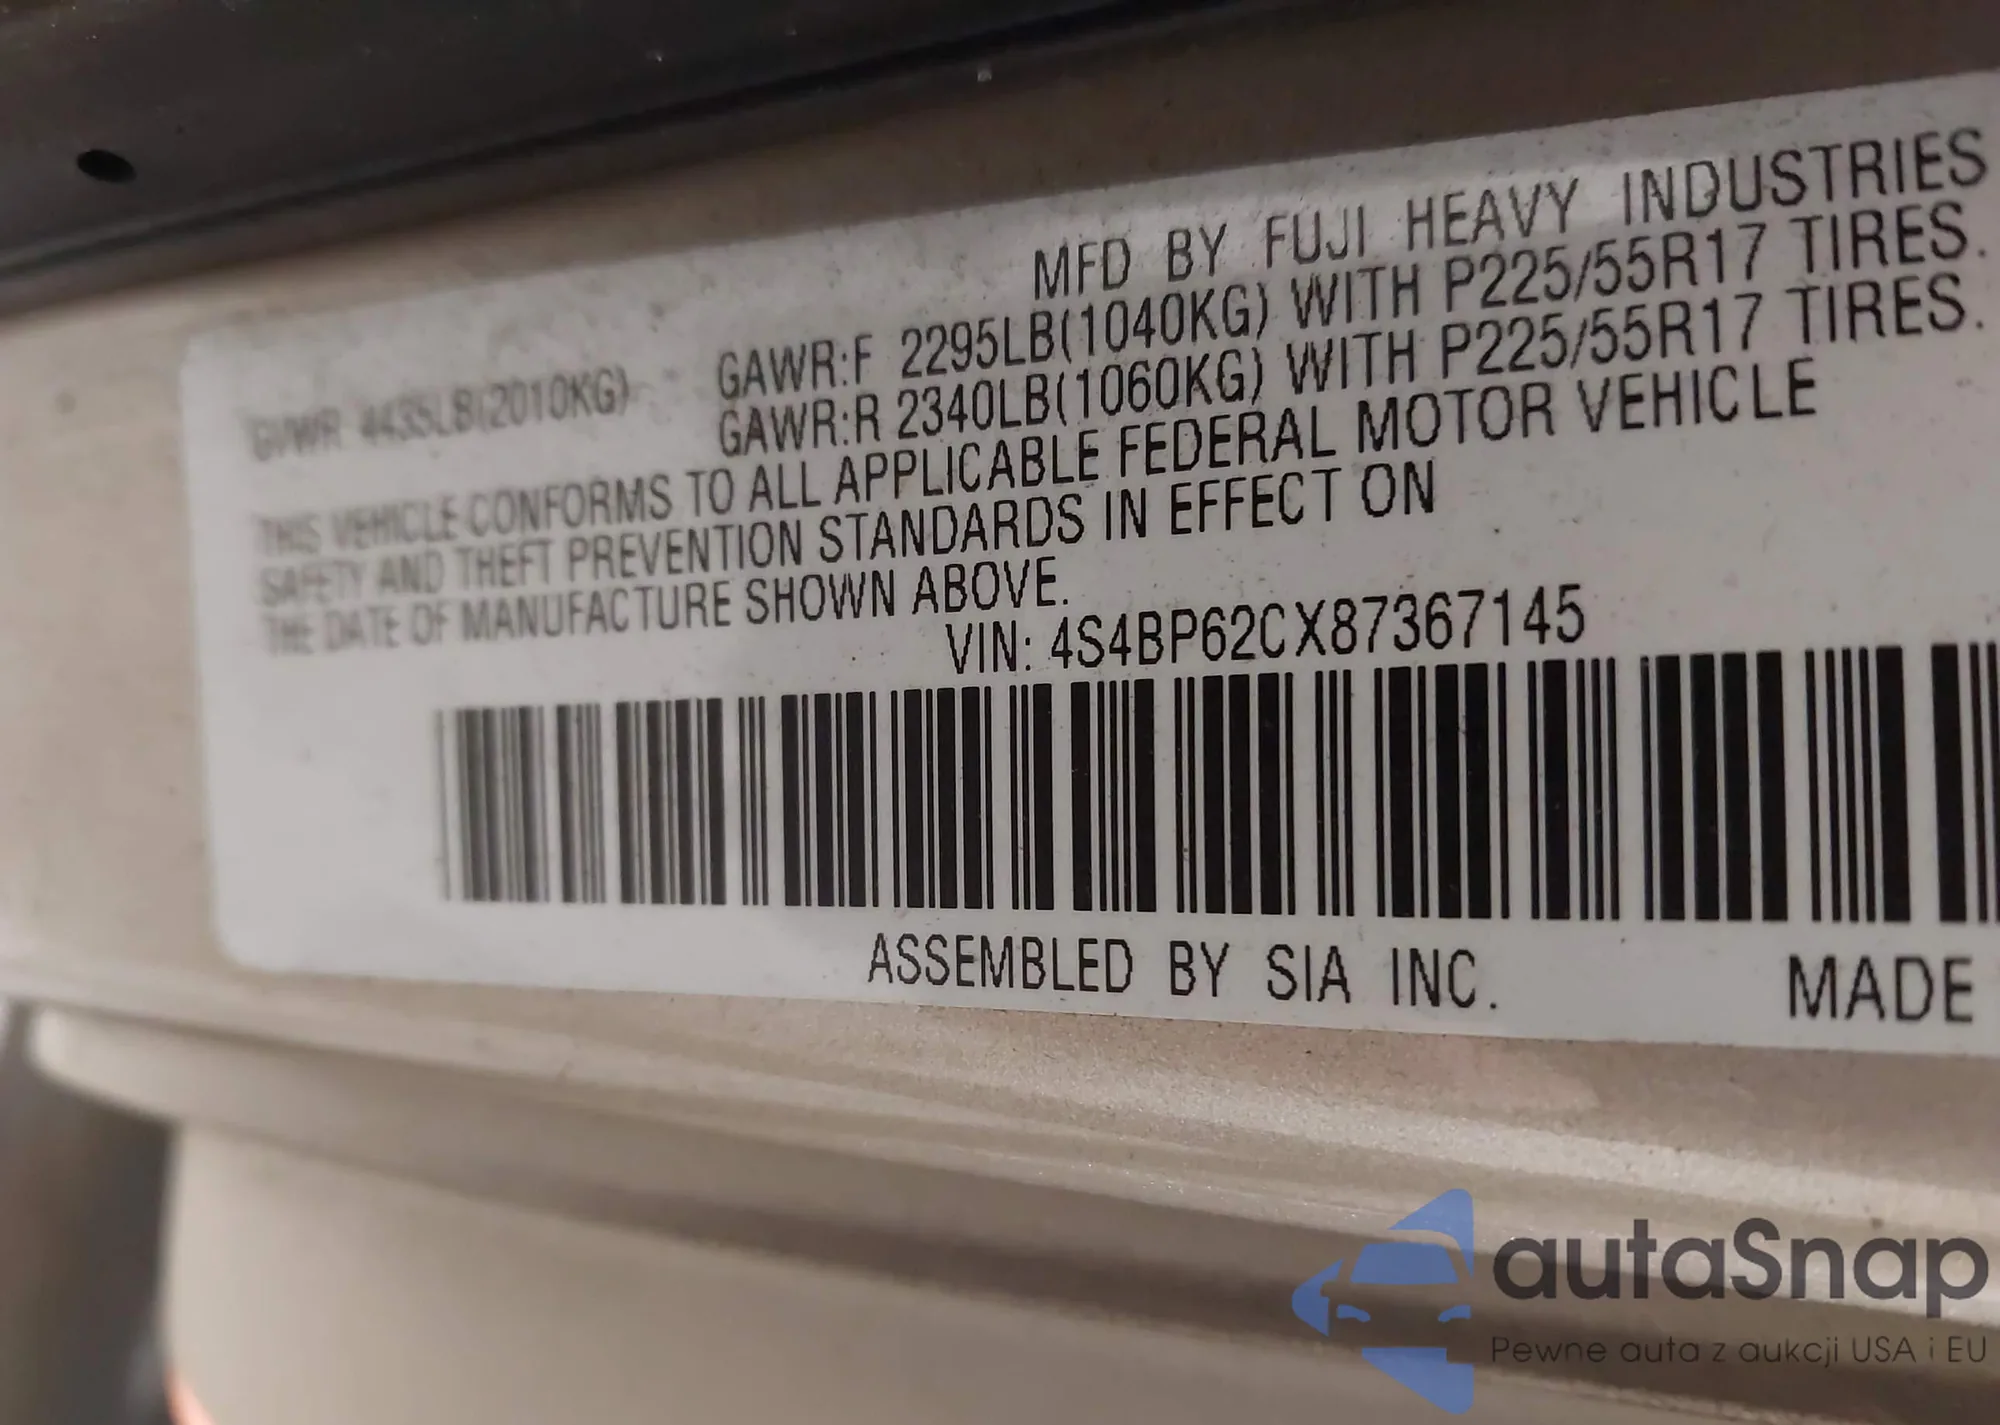 MFD BY FUJI HEAVY INDUSTRIES
GVWR 4435LB(2010KG) GAWR:F 2295LB(1040KG) WITH P225/55R17 TIRES.
GAWR:R 2340LB(1060KG) WITH P225/55R17 TIRES.
THIS VEHICLE CONFORMS TO ALL APPLICABLE FEDERAL MOTOR VEHICLE
SAFETY AND THEFT PREVENTION STANDARDS IN EFFECT ON
THE DATE OF MANUFACTURE SHOWN ABOVE.
VIN: 4S4BP62CX87367145
ASSEMBLED BY SIA INC. MADE
autaSnap
Pewne auta z aukcji USA i EU